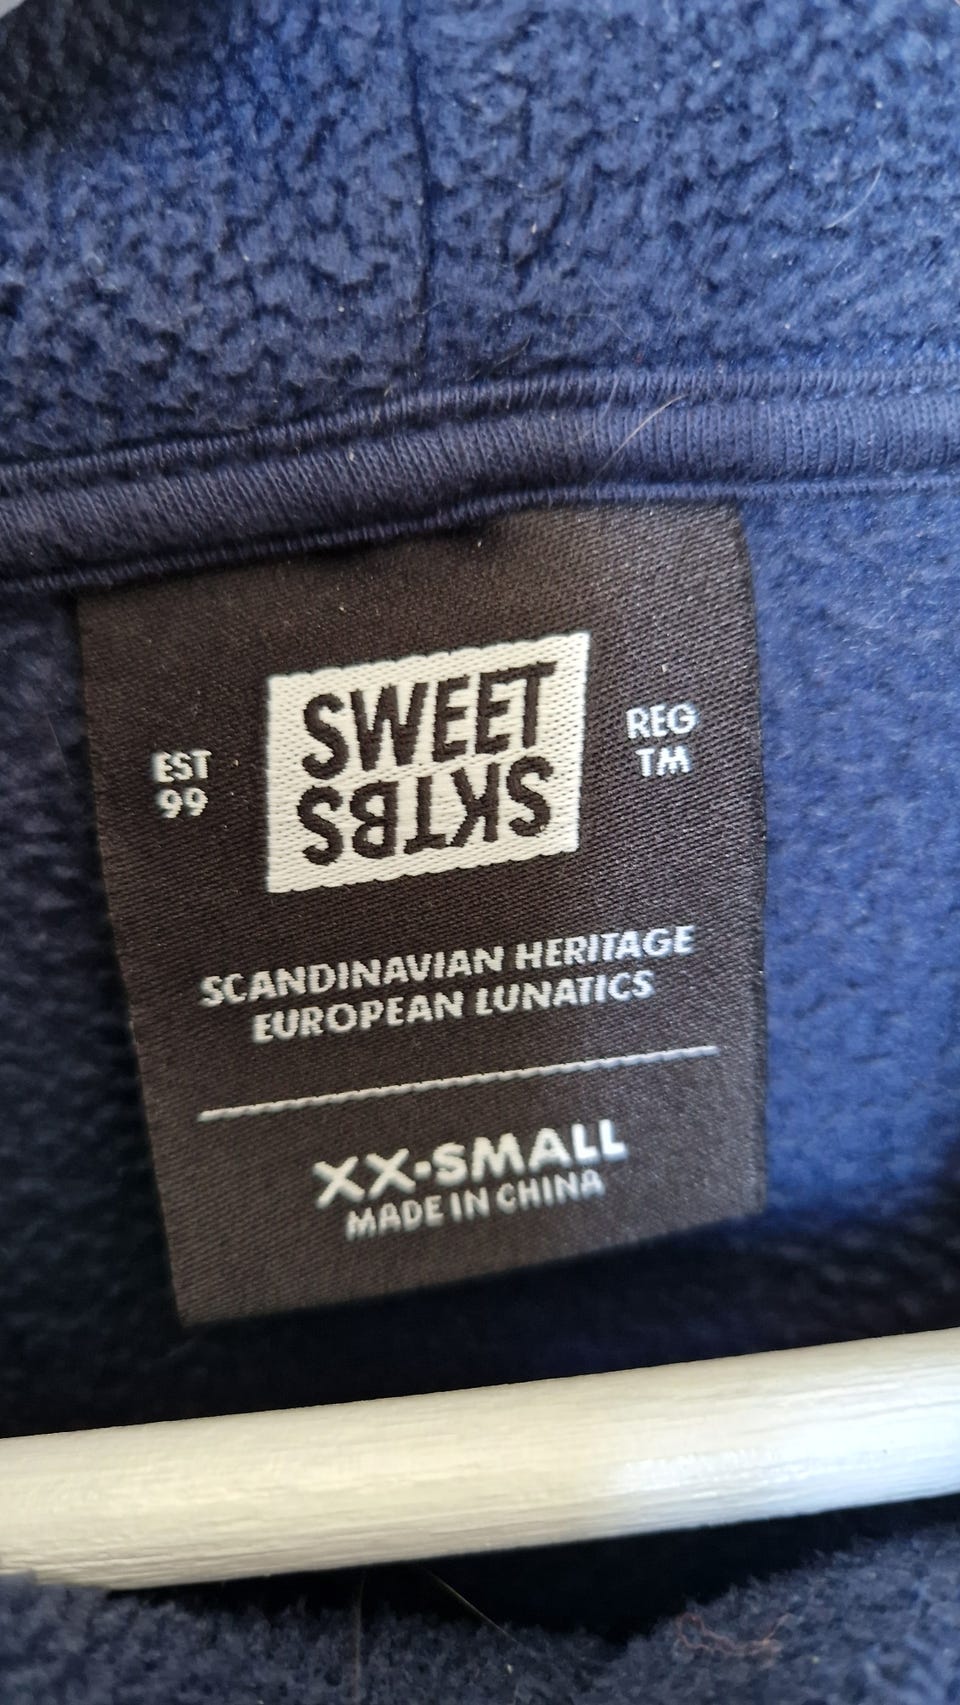 SWEET
SKTBS
EST
99
REG
TM
SCANDINAVIAN HERITAGE
EUROPEAN LUNATICS
XX-SMALL
MADE IN CHINA